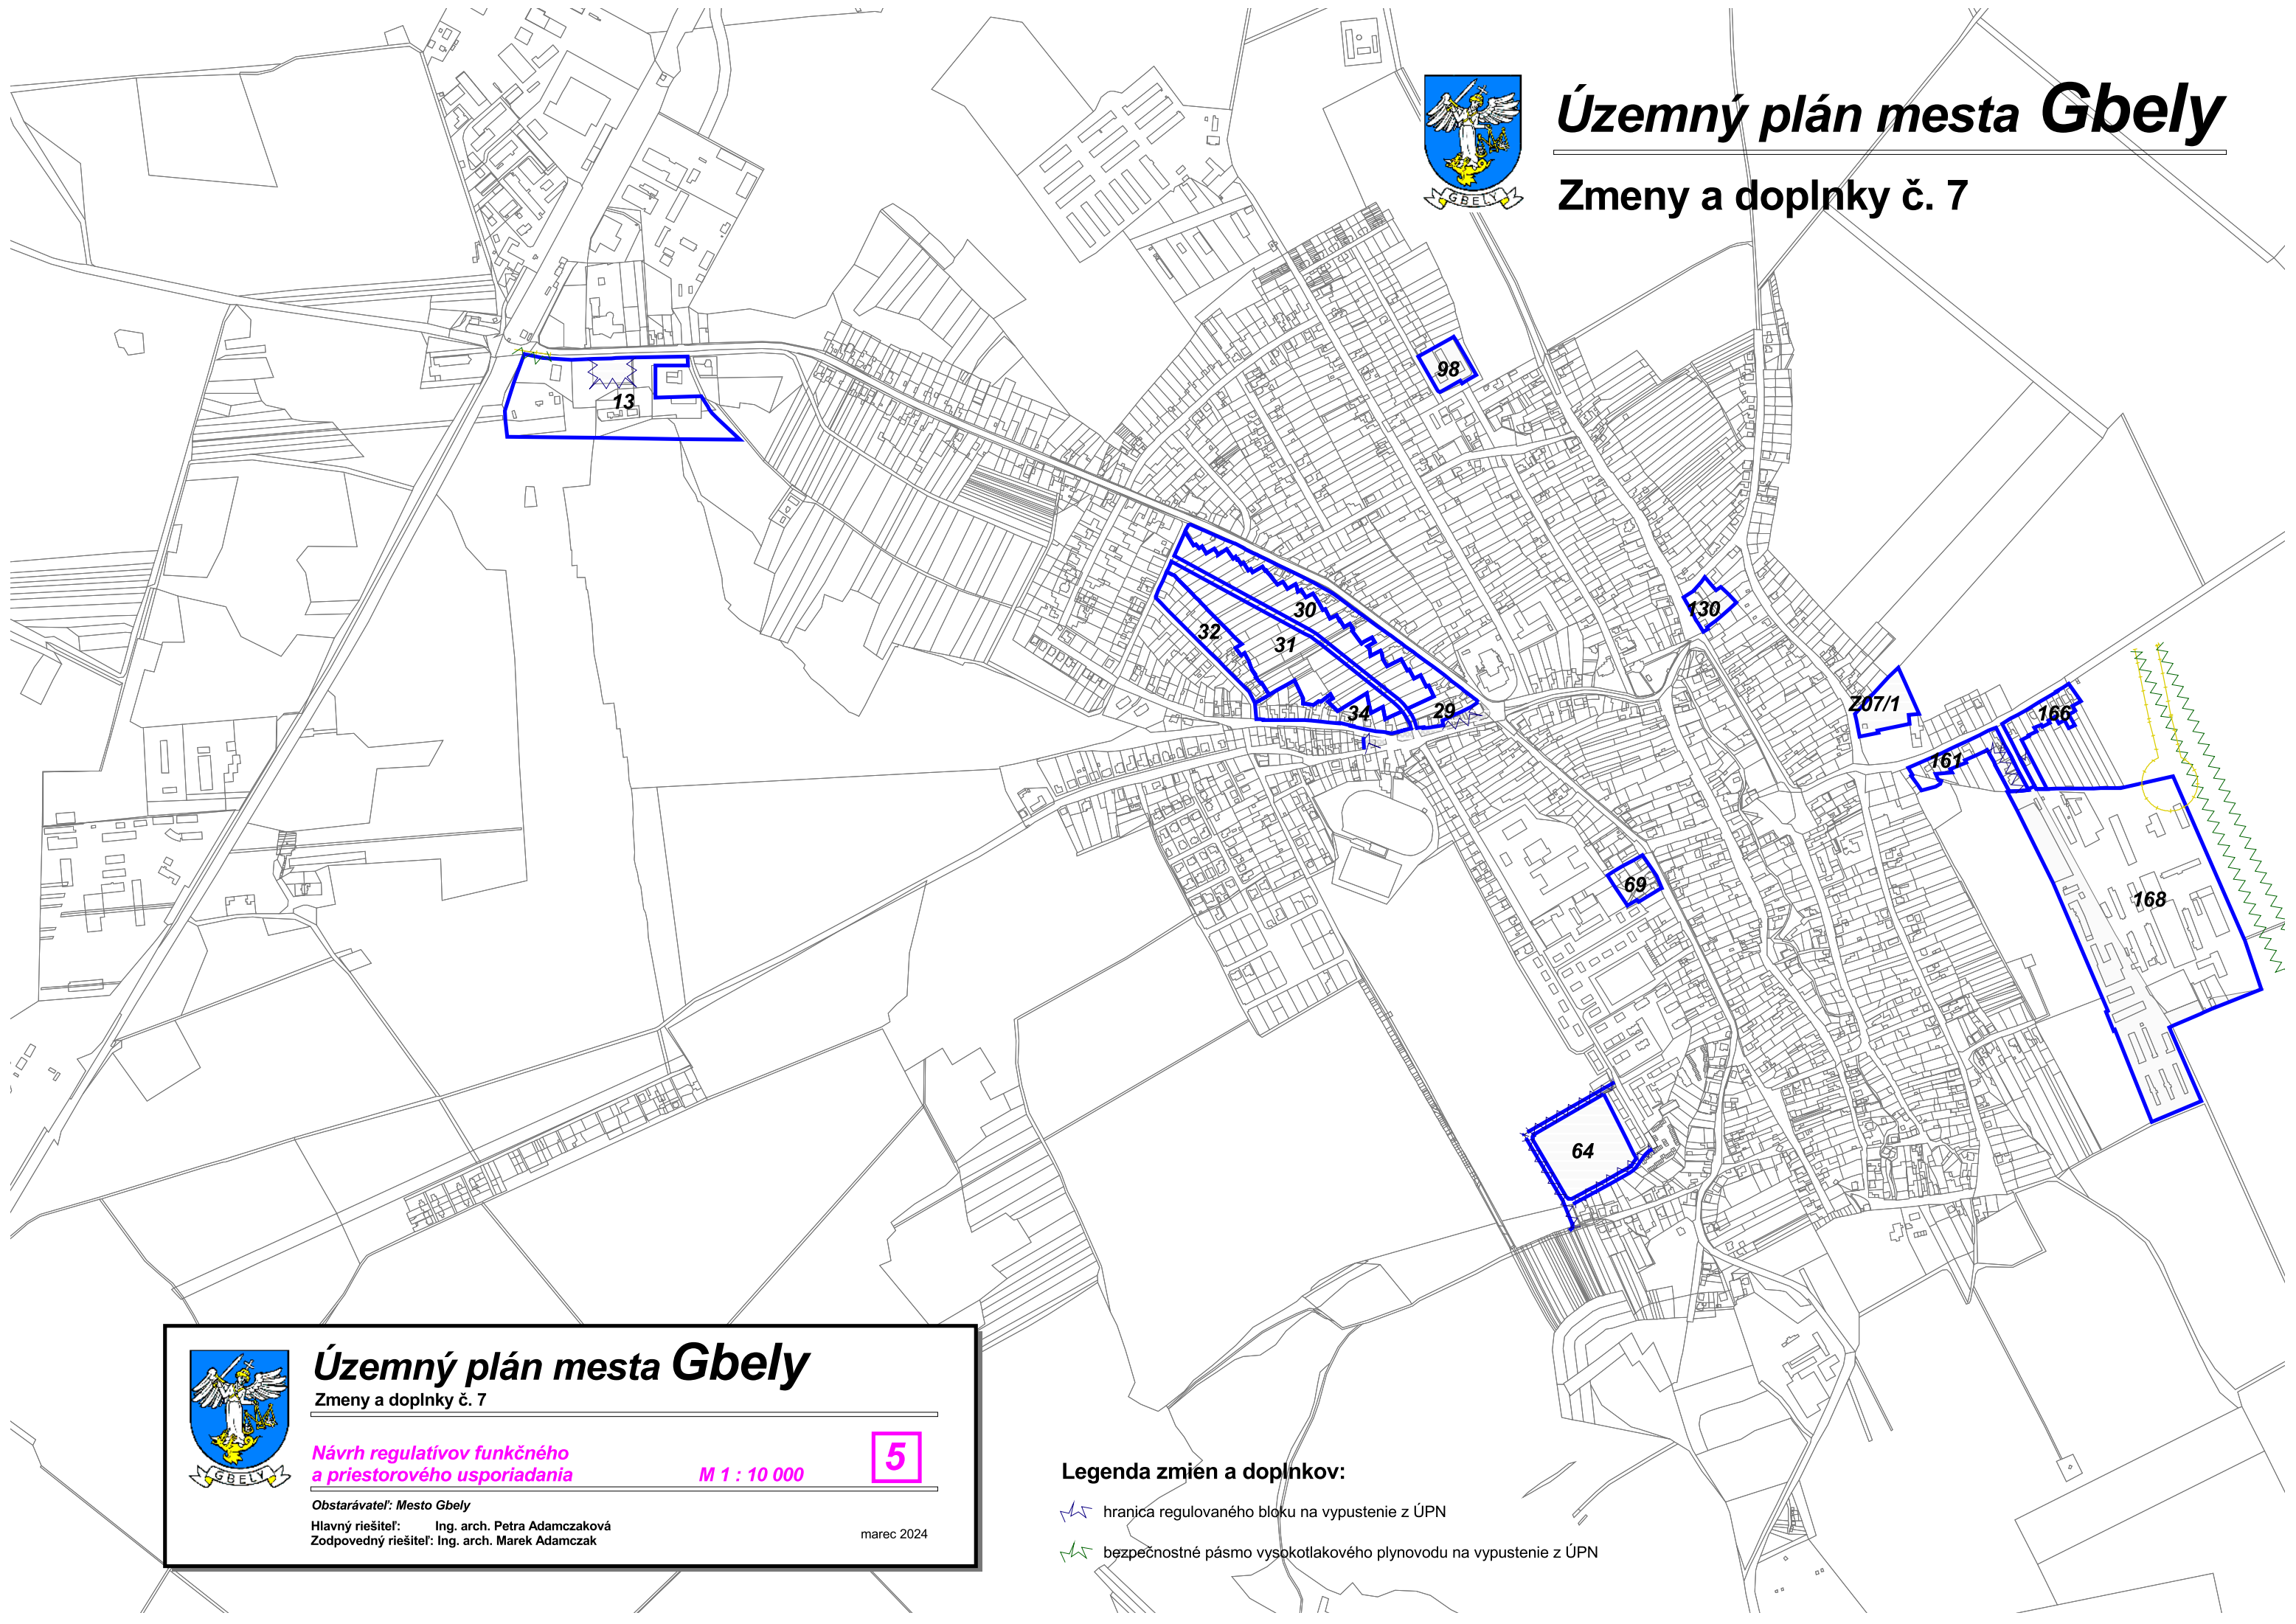 Územný plán mesta Gbely
Zmeny a doplnky č. 7
GBELY
13
98
30
32
31
130
34
29
Z07/1
166
161
69
168
64
Územný plán mesta Gbely
Zmeny a doplnky č. 7
GBELY
Návrh regulatívov funkčného
a priestorového usporiadania
M 1 : 10 000
5
Obstarávateľ: Mesto Gbely
Hlavný riešiteľ: Ing. arch. Petra Adamczaková
Zodpovedný riešiteľ: Ing. arch. Marek Adamczak
marec 2024
Legenda zmien a doplnkov:
hranica regulovaného bloku na vypustenie z ÚPN
bezpečnostné pásmo vysokotlakového plynovodu na vypustenie z ÚPN